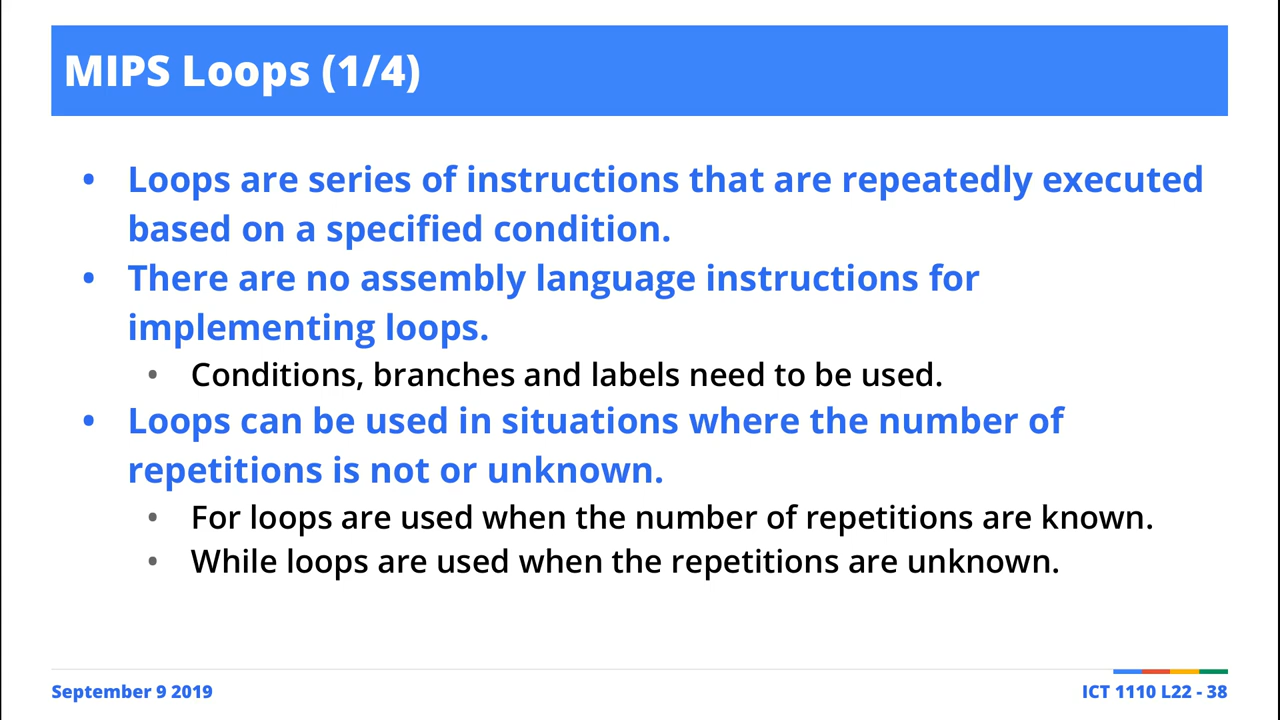 MIPS Loops (1/4)
• Loops are series of instructions that are repeatedly executed
based on a specified condition.
• There are no assembly language instructions for
implementing loops.
• Conditions, branches and labels need to be used.
• Loops can be used in situations where the number of
repetitions is not or unknown.
• For loops are used when the number of repetitions are known.
• While loops are used when the repetitions are unknown.
September 9 2019
ICT 1110 L22 - 38